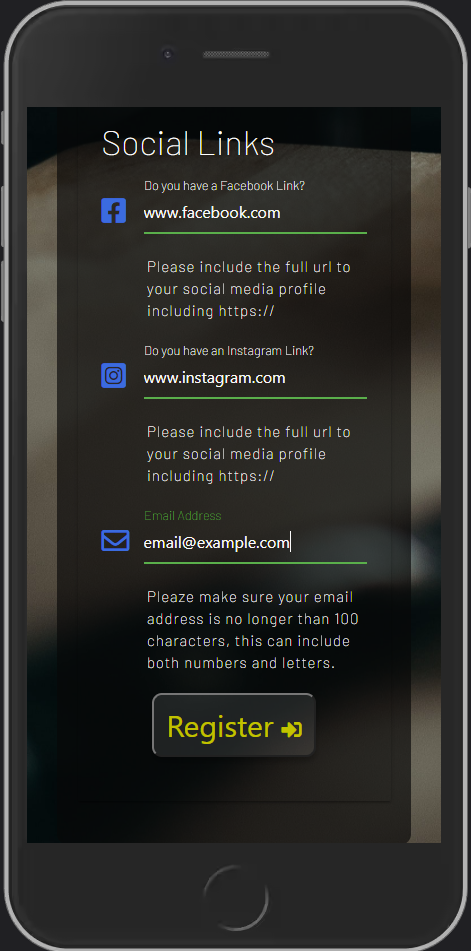 Social Links
Do you have a Facebook Link?
www.facebook.com
Please include the full url to
your social media profile
including https://
Do you have an Instagram Link?
www.instagram.com
Please include the full url to
your social media profile
including https://
Email Address
email@example.com
Pleaze make sure your email
address is no longer than 100
characters, this can include
both numbers and letters.
Register